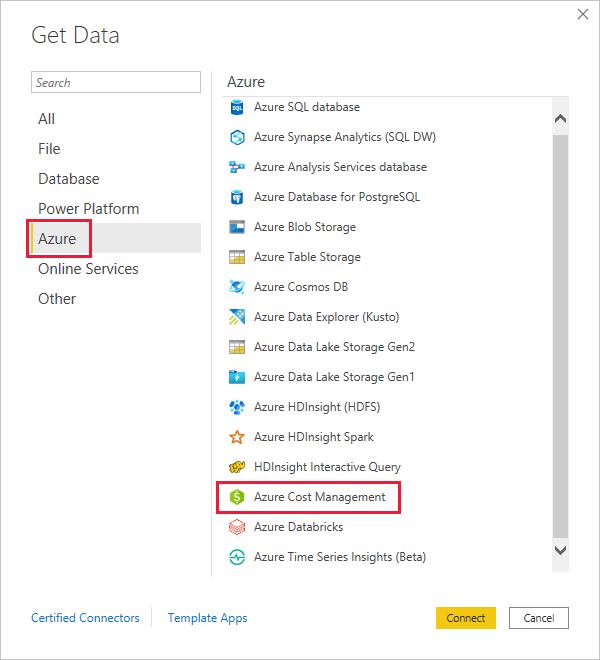 Get Data
Search
All
File
Database
Power Platform
Azure
Online Services
Other
Azure
Azure SQL database
Azure Synapse Analytics (SQL DW)
Azure Analysis Services database
Azure Database for PostgreSQL
Azure Blob Storage
Azure Table Storage
Azure Cosmos DB
Azure Data Explorer (Kusto)
Azure Data Lake Storage Gen2
Azure Data Lake Storage Gen1
Azure HDInsight (HDFS)
Azure HDInsight Spark
HDInsight Interactive Query
Azure Cost Management
Azure Databricks
Azure Time Series Insights (Beta)
Certified Connectors
Template Apps
Connect
Cancel